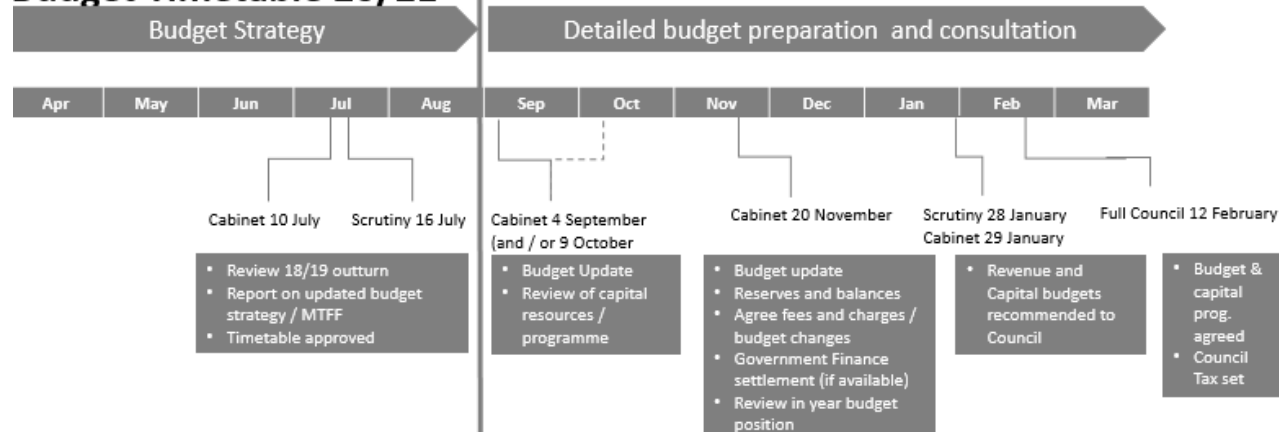 Budget Strategy
Detailed budget preparation and consultation
Apr May Jun Jul Aug Sep Oct Nov Dec Jan Feb Mar
Cabinet 10 July
Scrutiny 16 July
Cabinet 4 September
(and / or 9 October
Cabinet 20 November
Scrutiny 28 January
Cabinet 29 January
Full Council 12 February
• Review 18/19 outturn
• Report on updated budget
strategy / MTFF
• Timetable approved
• Budget Update
• Review of capital
resources /
programme
• Budget update
• Reserves and balances
• Agree fees and charges /
budget changes
• Government Finance
settlement (if available)
• Review in year budget
position
• Revenue and
Capital budgets
recommended to
Council
• Budget &
capital
prog.
agreed
• Council
Tax set